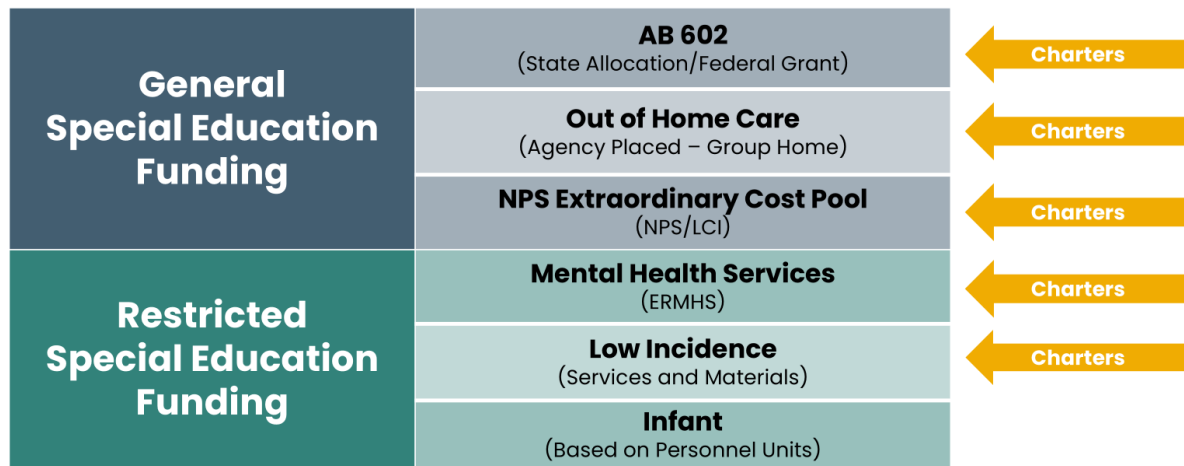 General
Special Education
Funding
AB 602
(State Allocation/Federal Grant)
Charters
Out of Home Care
(Agency Placed – Group Home)
Charters
NPS Extraordinary Cost Pool
(NPS/LCI)
Charters
Restricted
Special Education
Funding
Mental Health Services
(ERMHS)
Charters
Low Incidence
(Services and Materials)
Charters
Infant
(Based on Personnel Units)